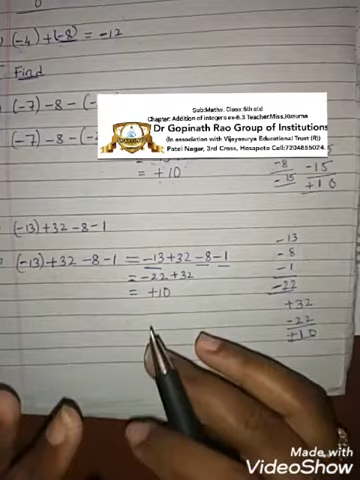 (-4)+(-8) = -12
Find
(-7) -8 - (-
(-7) -8 -(-
Sub:Maths. Class:6th std
Chapter: Addition of integers ex-6.3 Teacher:Miss.Kusuma
Dr Gopinath Rao Group of Institutions
(In association with Vijayasurya Educational Trust (R))
Patel Nagar, 3rd Cross, Hosapete Cell:7204855024.
= +10
-8
-15
-15
+10
(-13)+32 -8-1
(-13)+32 -8-1 = -13+32 -8 -1
= -22+32
= +10
-13
-8
-1
-22
+32
-22
+10
Made with
VideoShow